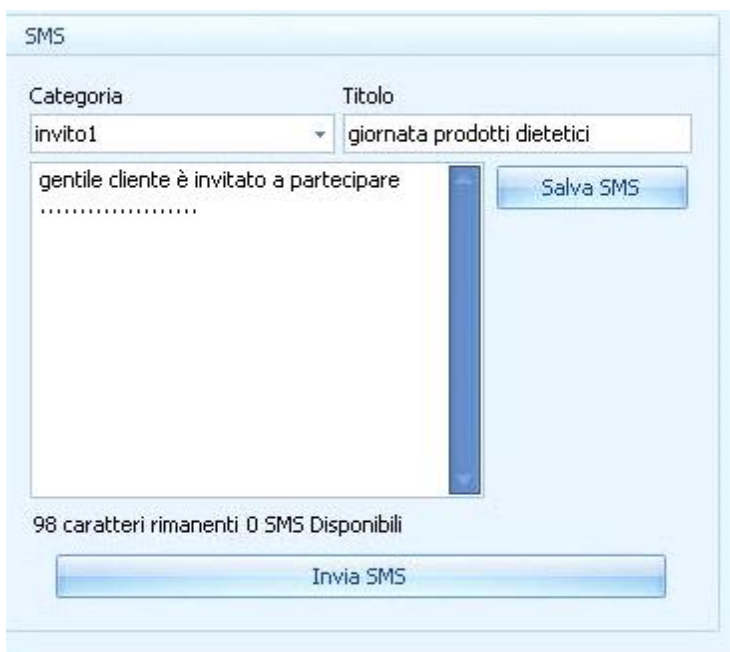 SMS
Categoria
Titolo
invito1
giornata prodotti dietetici
gentile cliente è invitato a partecipare
....................
Salva SMS
98 caratteri rimanenti 0 SMS Disponibili
Invia SMS